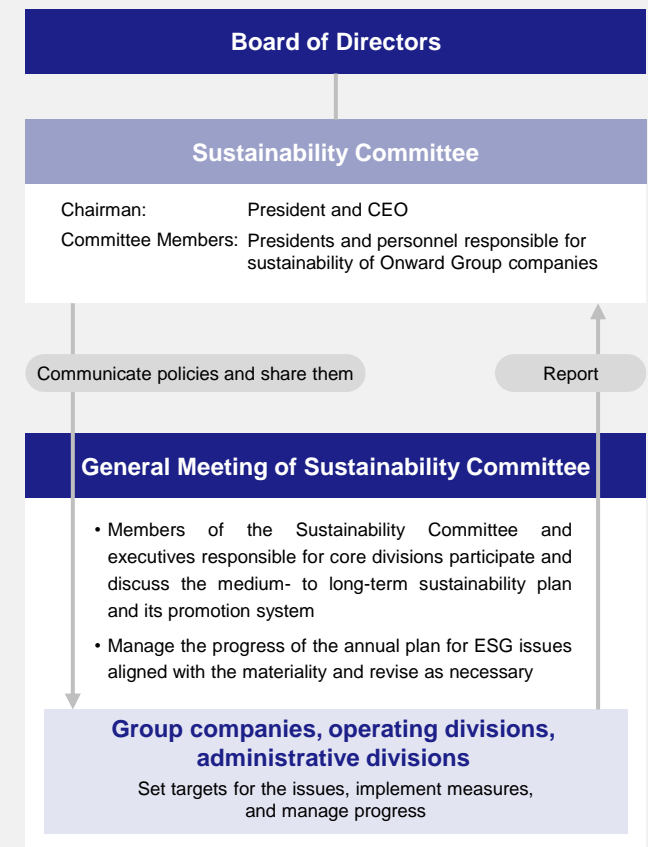 Board of Directors
Sustainability Committee
Chairman: President and CEO
Committee Members: Presidents and personnel responsible for
sustainability of Onward Group companies
Communicate policies and share them
Report
General Meeting of Sustainability Committee
• Members of the Sustainability Committee and
executives responsible for core divisions participate and
discuss the medium- to long-term sustainability plan
and its promotion system
• Manage the progress of the annual plan for ESG issues
aligned with the materiality and revise as necessary
Group companies, operating divisions,
administrative divisions
Set targets for the issues, implement measures,
and manage progress